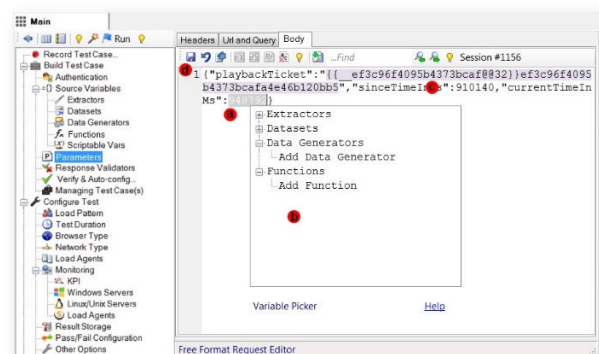 Main
Run
Record Test Case...
Build Test Case
Authentication
Source Variables
Extractors
Datasets
Data Generators
Functions
Scriptable Vars
Parameters
Response Validators
Verify & Auto-config...
Managing Test Case(s)
Configure Test
Load Pattern
Test Duration
Browser Type
Network Type
Load Agents
Monitoring
KPI
Windows Servers
Linux/Unix Servers
Load Agents
Result Storage
Pass/Fail Configuration
Other Options
Headers Url and Query Body
...Find Session #1156
d
1 {"playbackTicket":"{{__ef3c96f4095b4373bcaf@@32}}ef3c96f4095
b4373bcafa4e46b120bb5","sinceTimeIn c s":910140,"currentTimeIn
Ms": }
a
Extractors
Datasets
Data Generators
Add Data Generator
Functions
Add Function
b
Variable Picker Help
Free Format Request Editor